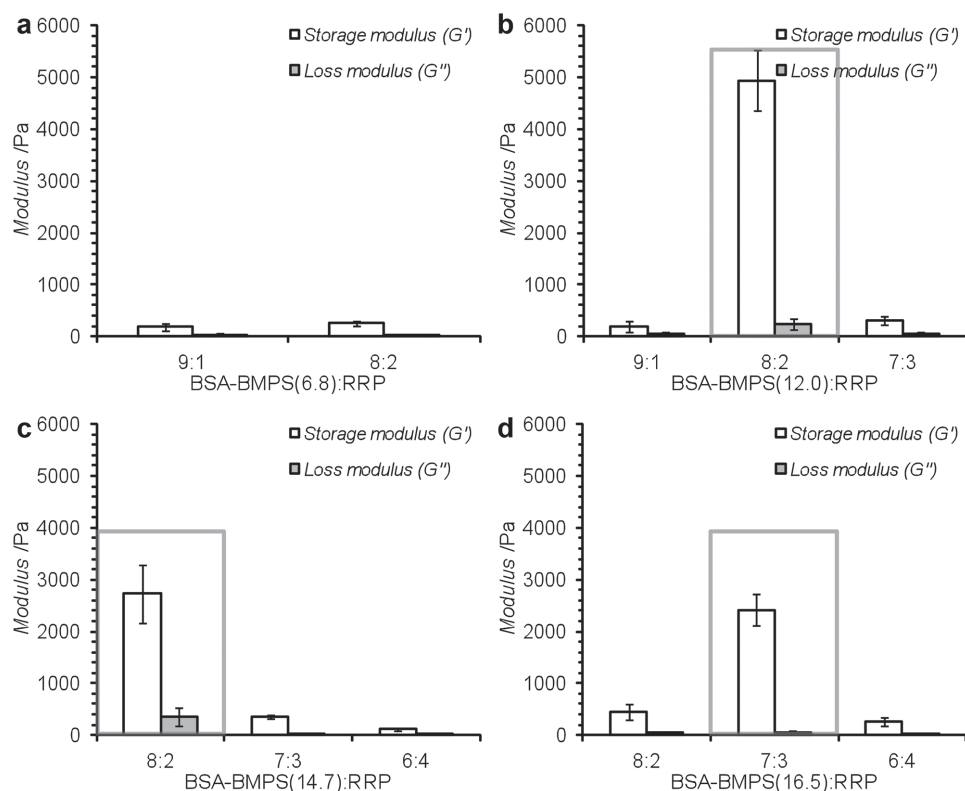 a
6000
5000
4000
3000
2000
1000
0
Modulus /Pa
Storage modulus (G')
Loss modulus (G'')
9:1 8:2
BSA-BMPS(6.8):RRP
b
6000
5000
4000
3000
2000
1000
0
Modulus /Pa
Storage modulus (G')
Loss modulus (G'')
9:1 8:2 7:3
BSA-BMPS(12.0):RRP
c
6000
5000
4000
3000
2000
1000
0
Modulus /Pa
Storage modulus (G')
Loss modulus (G'')
8:2 7:3 6:4
BSA-BMPS(14.7):RRP
d
6000
5000
4000
3000
2000
1000
0
Modulus /Pa
Storage modulus (G')
Loss modulus (G'')
8:2 7:3 6:4
BSA-BMPS(16.5):RRP